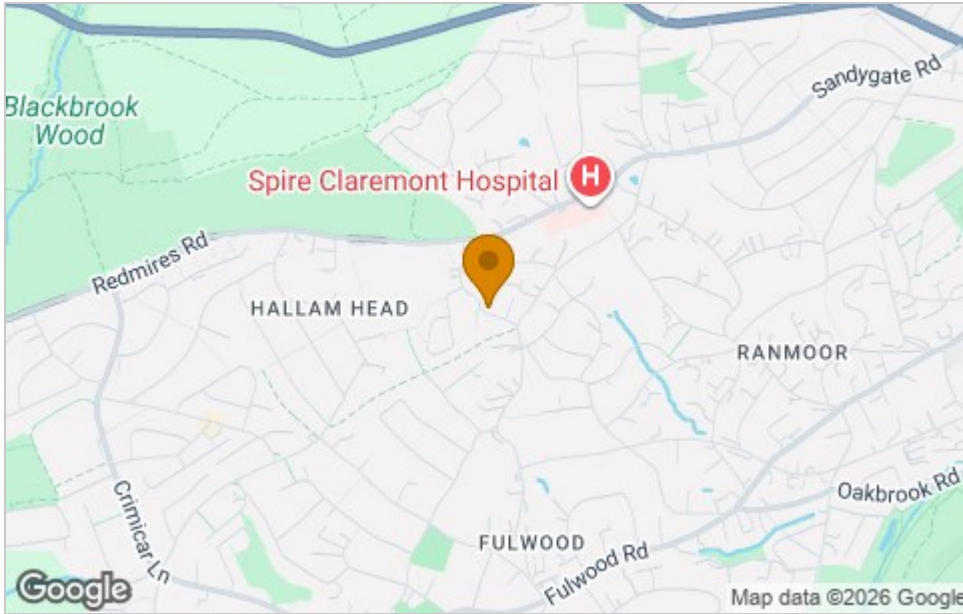 Blackbrook
Wood
Sandygate Rd
Spire Claremont Hospital
H
Redmires Rd
HALLAM HEAD
RANMOOR
Crimicar Ln
Oakbrook Rd
FULWOOD
Fulwood Rd
Google
Map data ©2026 Google